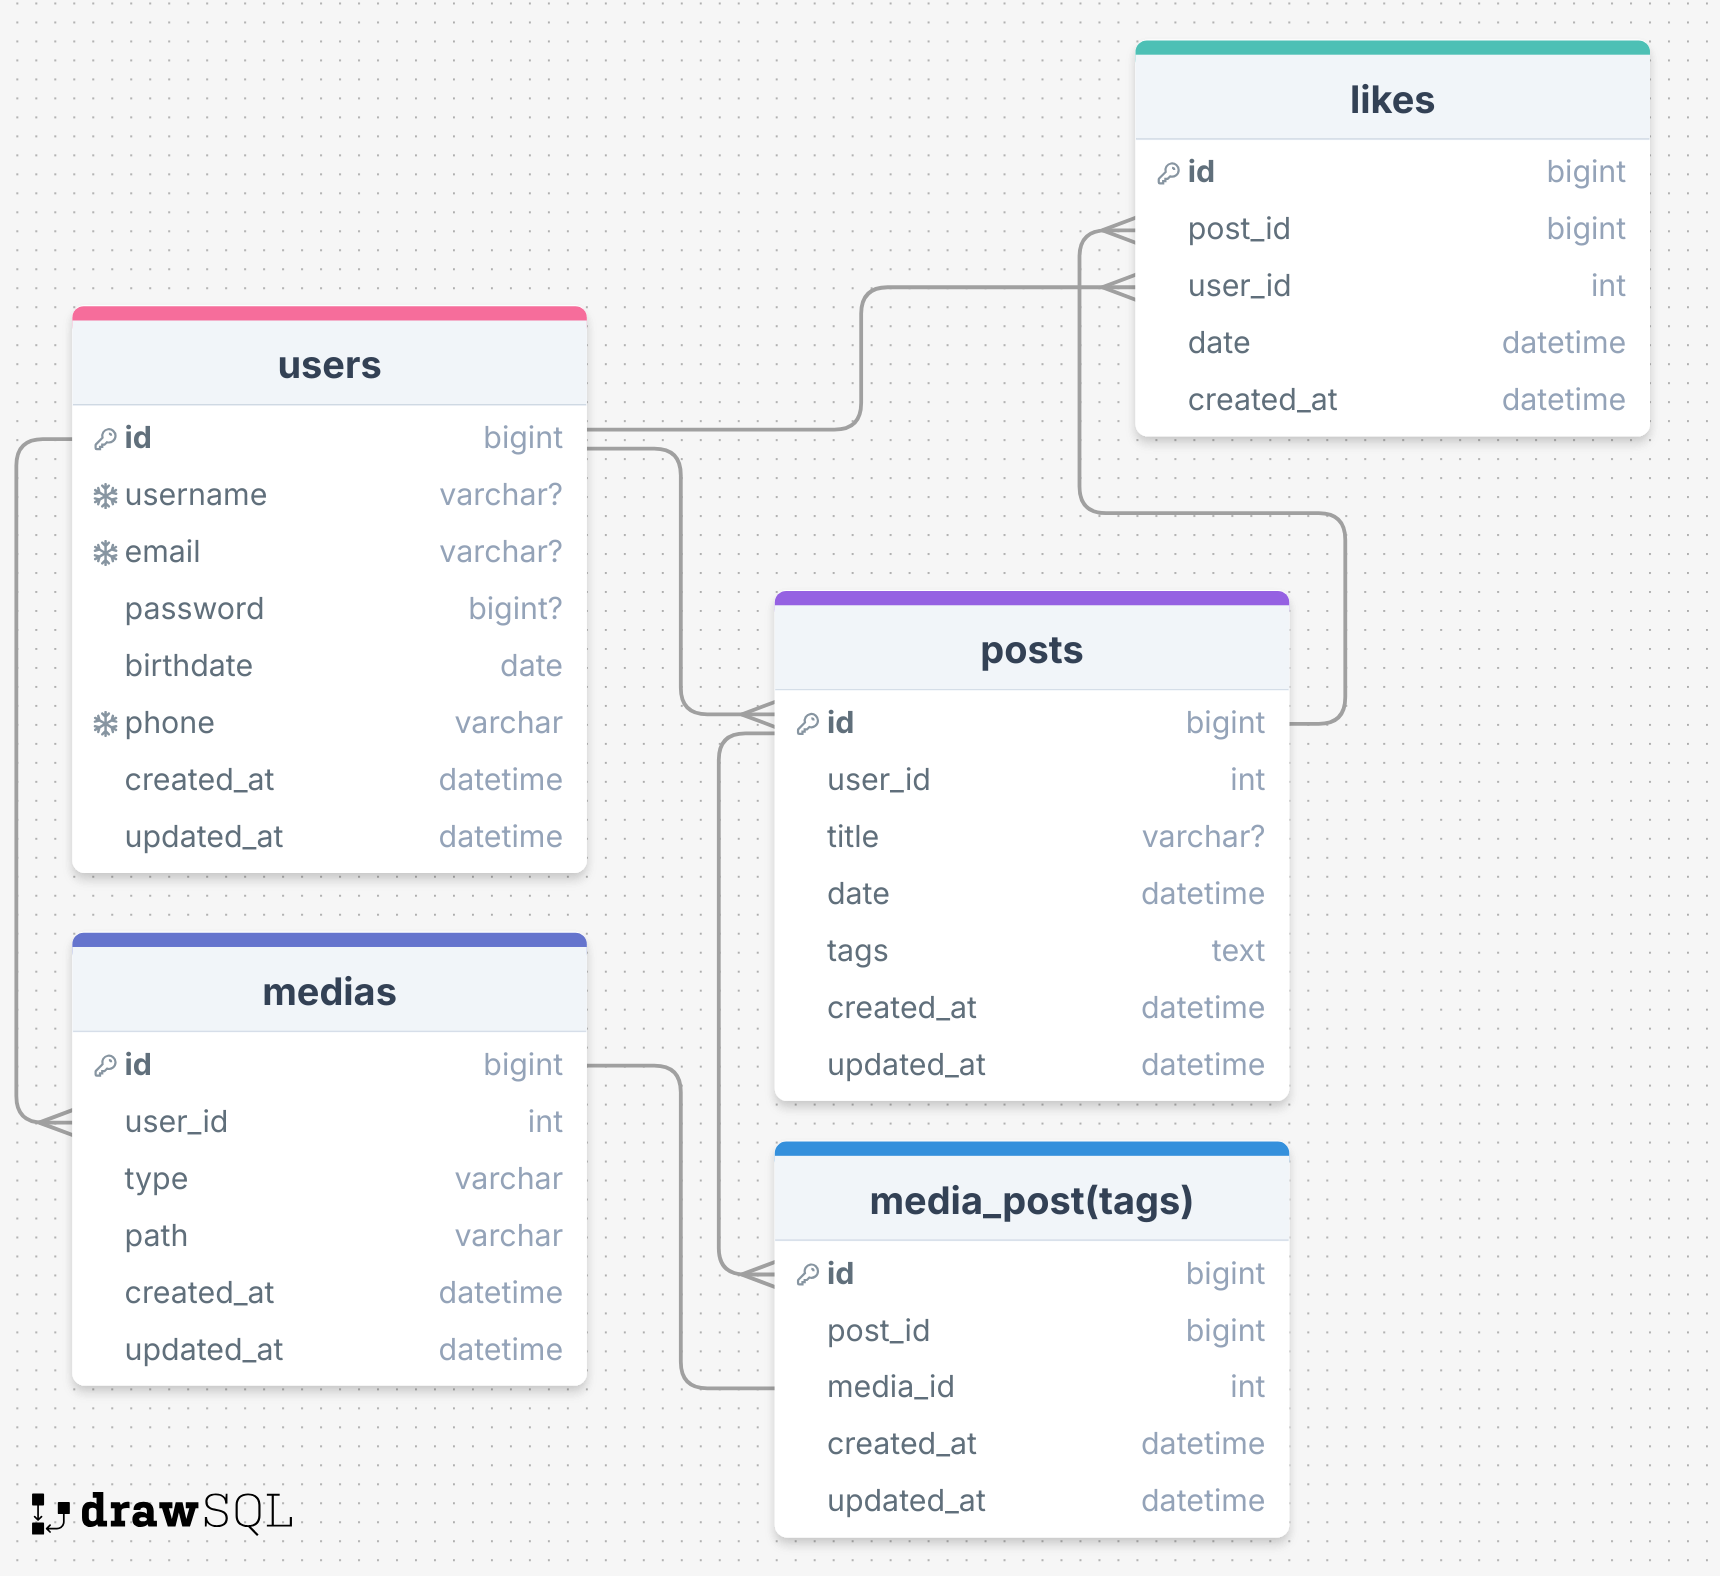 likes
id bigint
post_id bigint
user_id int
date datetime
created_at datetime
users
id bigint
username varchar?
email varchar?
password bigint?
birthdate date
phone varchar
created_at datetime
updated_at datetime
posts
id bigint
user_id int
title varchar?
date datetime
tags text
created_at datetime
updated_at datetime
medias
id bigint
user_id int
type varchar
path varchar
created_at datetime
updated_at datetime
media_post(tags)
id bigint
post_id bigint
media_id int
created_at datetime
updated_at datetime
drawSQL